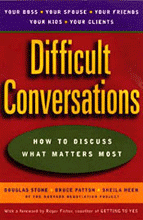 YOUR BOSS • YOUR SPOUSE • YOUR FRIENDS
YOUR KIDS • YOUR CLIENTS
Difficult
Conversations
HOW TO DISCUSS
WHAT MATTERS MOST
DOUGLAS STONE • BRUCE PATTON • SHEILA HEEN
OF THE HARVARD NEGOTIATION PROJECT
With a foreword by Roger Fisher, coauthor of GETTING TO YES